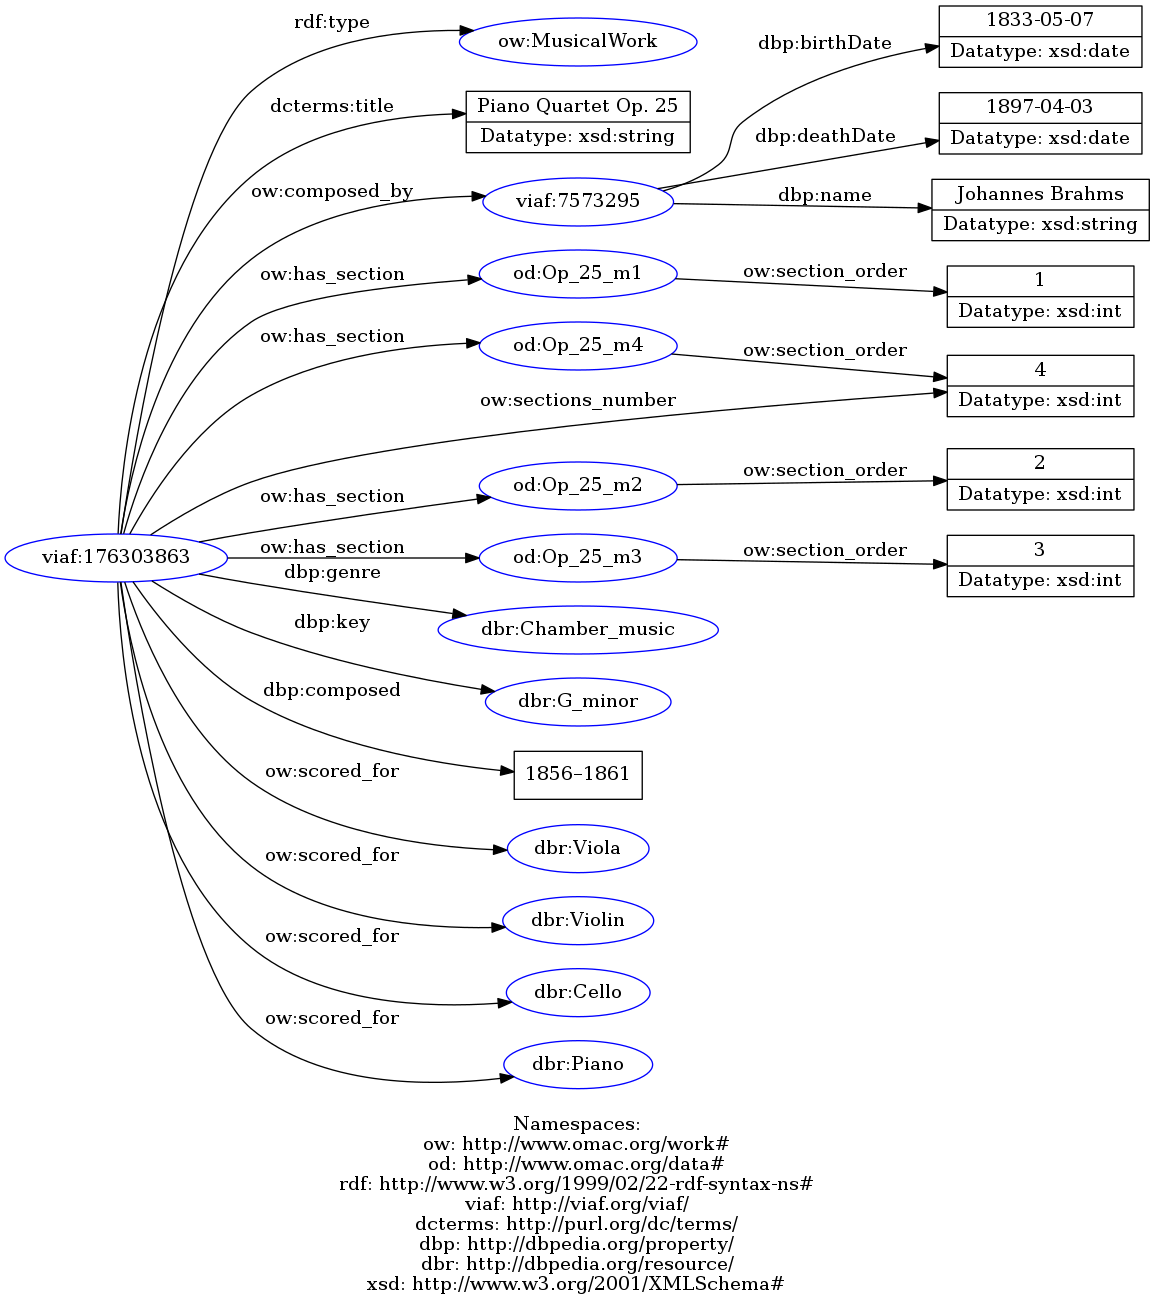 rdf:type
ow:MusicalWork
dcterms:title
Piano Quartet Op. 25
Datatype: xsd:string
ow:composed_by
viaf:7573295
dbp:birthDate
1833-05-07
Datatype: xsd:date
dbp:deathDate
1897-04-03
Datatype: xsd:date
dbp:name
Johannes Brahms
Datatype: xsd:string
ow:has_section
od:Op_25_m1
ow:section_order
1
Datatype: xsd:int
ow:has_section
od:Op_25_m4
ow:section_order
4
Datatype: xsd:int
ow:sections_number
ow:has_section
od:Op_25_m2
ow:section_order
2
Datatype: xsd:int
viaf:176303863
ow:has_section
od:Op_25_m3
ow:section_order
3
Datatype: xsd:int
dbp:genre
dbr:Chamber_music
dbp:key
dbr:G_minor
dbp:composed
1856–1861
ow:scored_for
dbr:Viola
ow:scored_for
dbr:Violin
ow:scored_for
dbr:Cello
ow:scored_for
dbr:Piano
Namespaces:
ow: http://www.omac.org/work#
od: http://www.omac.org/data#
rdf: http://www.w3.org/1999/02/22-rdf-syntax-ns#
viaf: http://viaf.org/viaf/
dcterms: http://purl.org/dc/terms/
dbp: http://dbpedia.org/property/
dbr: http://dbpedia.org/resource/
xsd: http://www.w3.org/2001/XMLSchema#